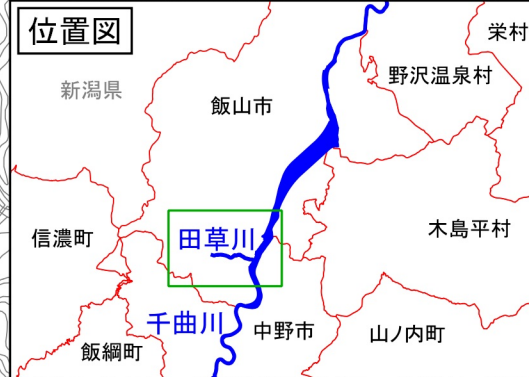 位置図
栄村
野沢温泉村
新潟県
飯山市
信濃町
田草川
木島平村
千曲川
中野市
山ノ内町
飯綱町